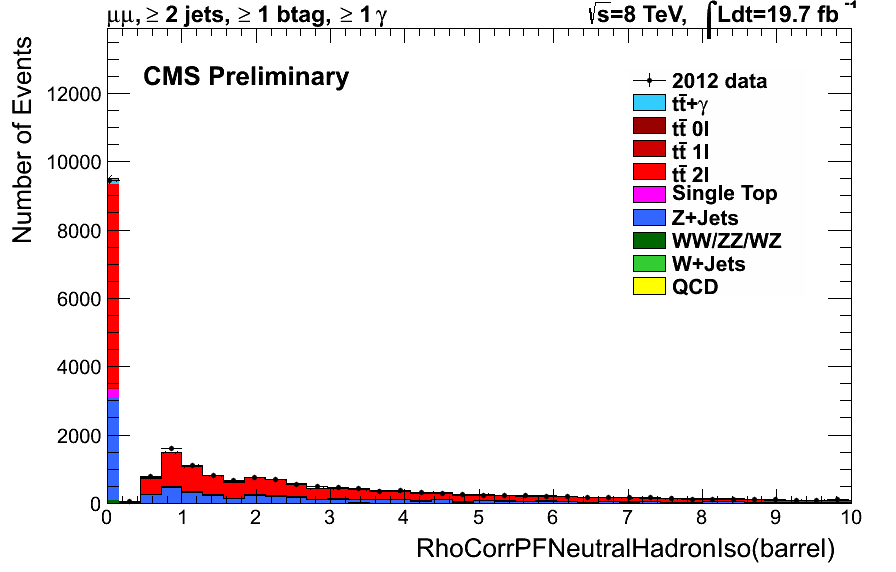 μμ, ≥ 2 jets, ≥ 1 btag, ≥ 1 γ
√s=8 TeV, ∫Ldt=19.7 fb⁻¹
CMS Preliminary
2012 data
tt̄+γ
tt̄ 0l
tt̄ 1l
tt̄ 2l
Single Top
Z+Jets
WW/ZZ/WZ
W+Jets
QCD
Number of Events
12000
10000
8000
6000
4000
2000
0
0 1 2 3 4 5 6 7 8 9 10
RhoCorrPFNeutralHadronIso(barrel)